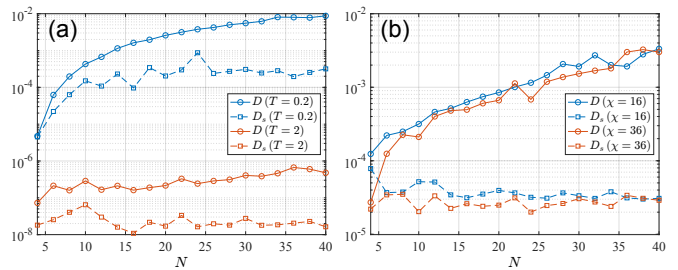 (a)
10^-2
10^-4
10^-6
10^-8
D (T = 0.2)
D_s (T = 0.2)
D (T = 2)
D_s (T = 2)
5 10 15 20 25 30 35 40
N
(b)
10^-2
10^-3
10^-4
10^-5
D (χ = 16)
D_s (χ = 16)
D (χ = 36)
D_s (χ = 36)
5 10 15 20 25 30 35 40
N